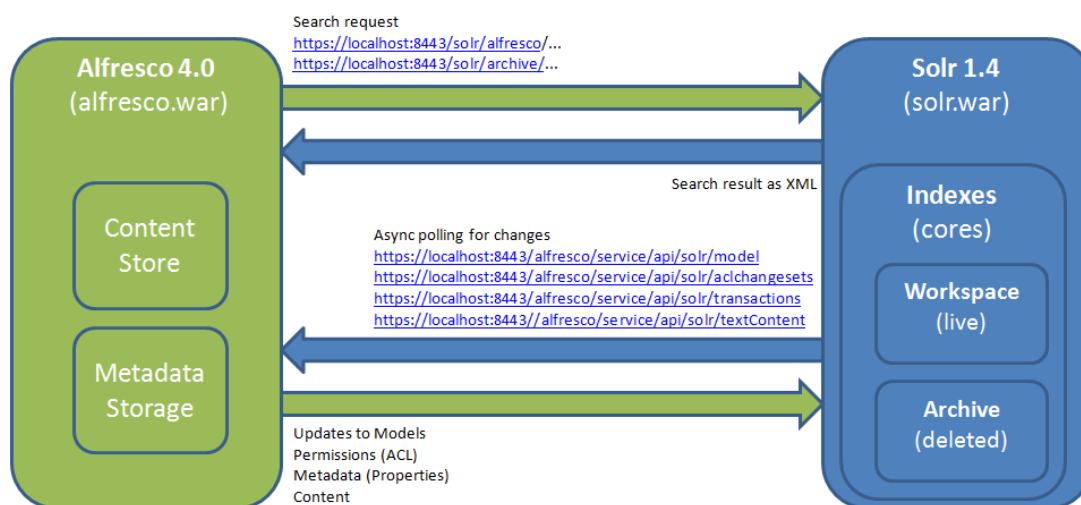 Search request
https://localhost:8443/solr/alfresco/...
https://localhost:8443/solr/archive/...
Alfresco 4.0
(alfresco.war)
Solr 1.4
(solr.war)
Search result as XML
Content
Store
Metadata
Storage
Async polling for changes
https://localhost:8443/alfresco/service/api/solr/model
https://localhost:8443/alfresco/service/api/solr/aclchangesets
https://localhost:8443/alfresco/service/api/solr/transactions
https://localhost:8443//alfresco/service/api/solr/textContent
Indexes
(cores)
Workspace
(live)
Archive
(deleted)
Updates to Models
Permissions (ACL)
Metadata (Properties)
Content